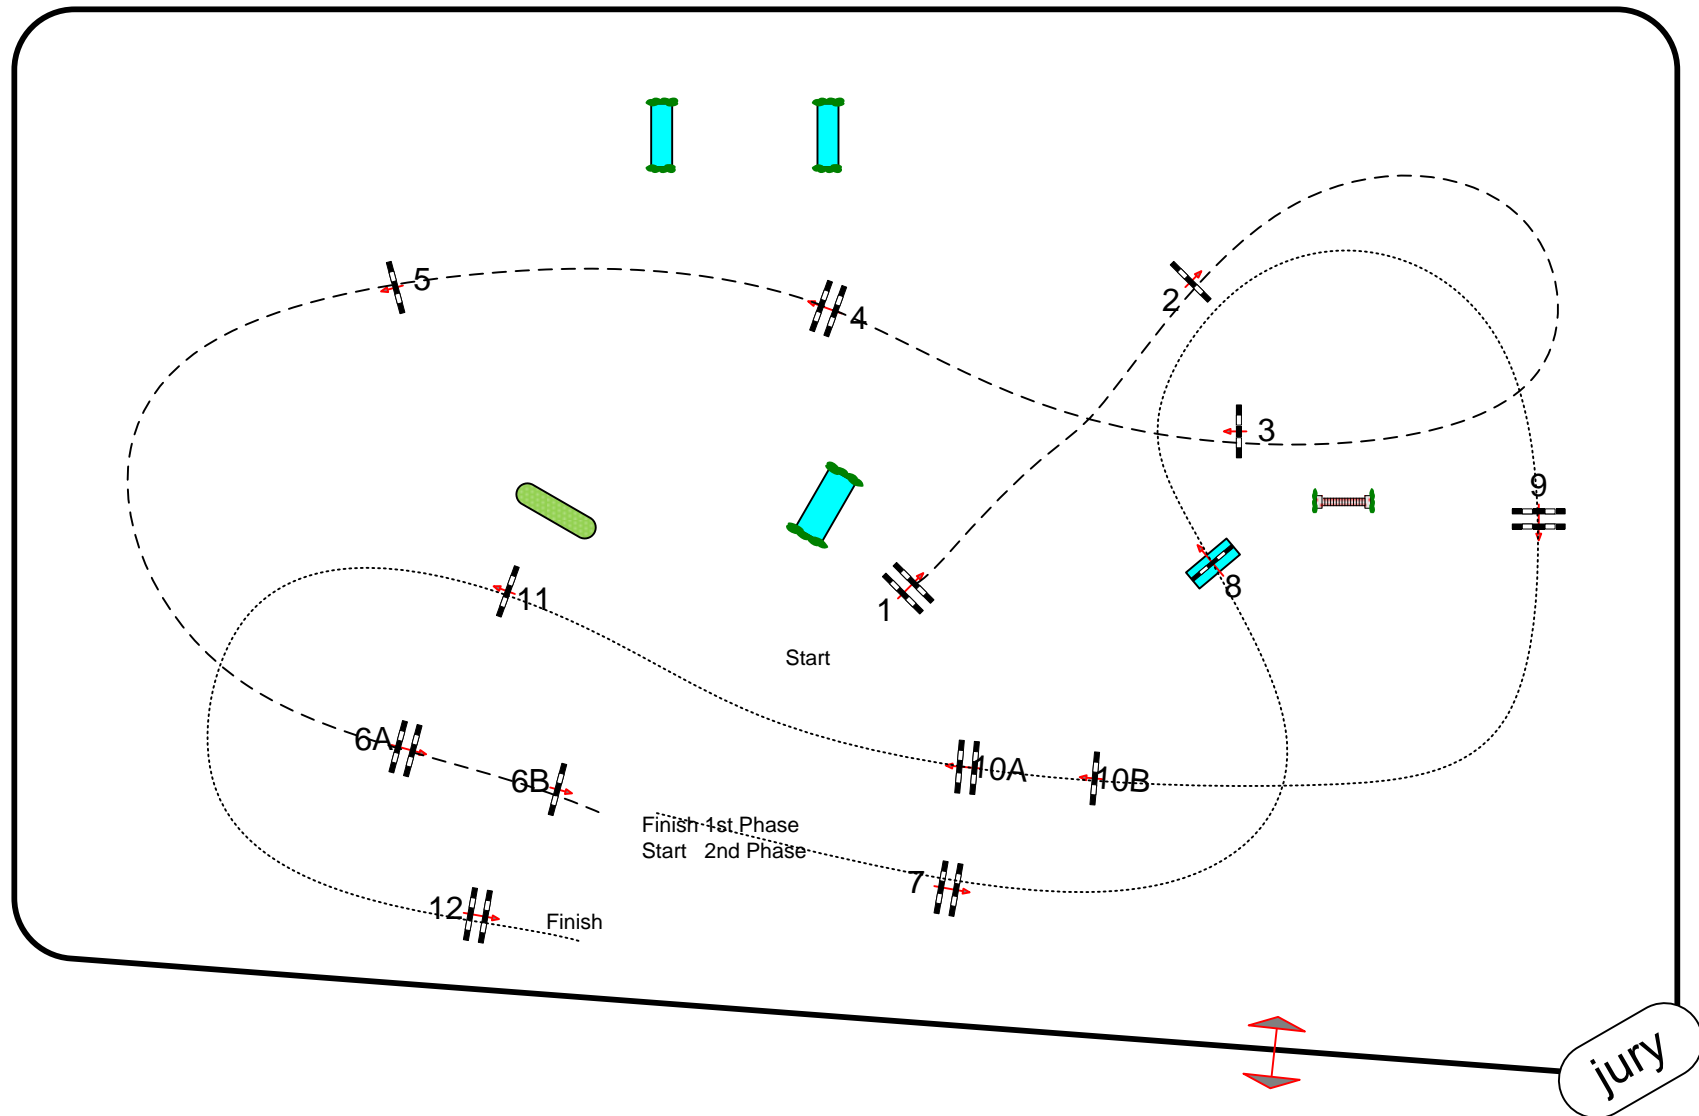 5
4
2
3
9
8
11
1
Start
6A
6B
10A
10B
Finish 1st Phase
Start 2nd Phase
7
12
Finish
jury